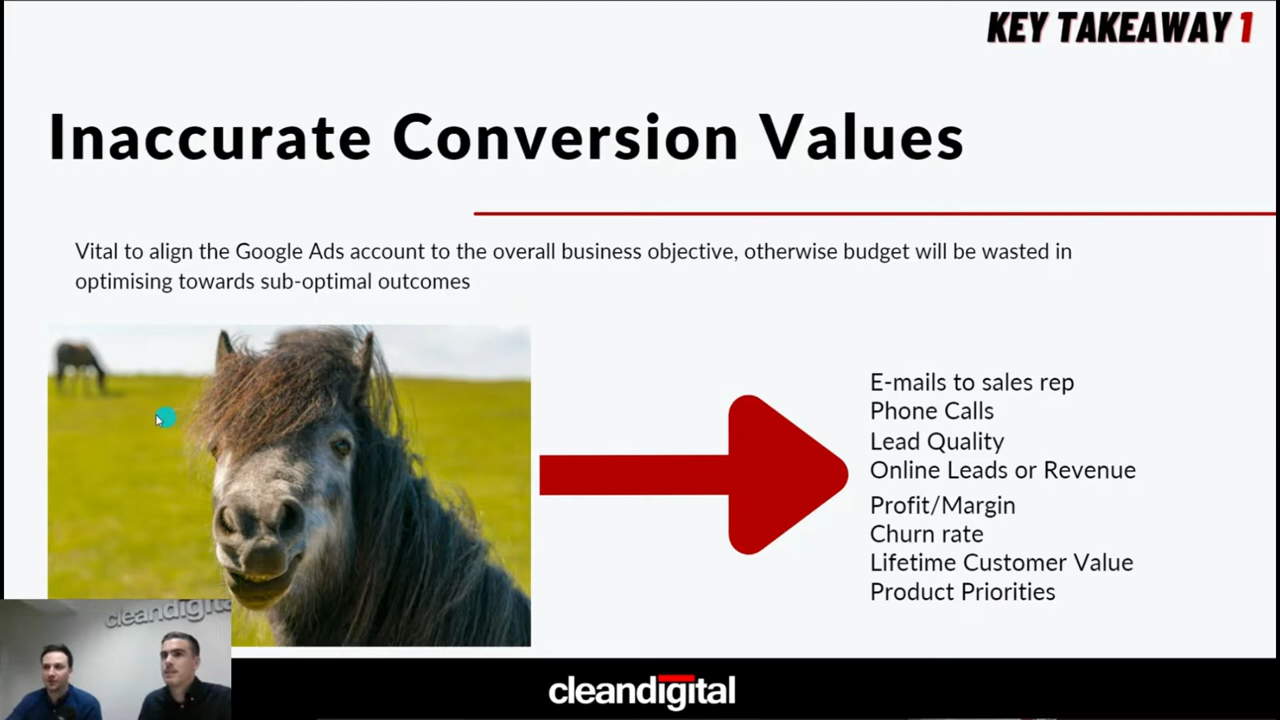 KEY TAKEAWAY 1
Inaccurate Conversion Values
Vital to align the Google Ads account to the overall business objective, otherwise budget will be wasted in
optimising towards sub-optimal outcomes
E-mails to sales rep
Phone Calls
Lead Quality
Online Leads or Revenue
Profit/Margin
Churn rate
Lifetime Customer Value
Product Priorities
cleandigital
cleandigital